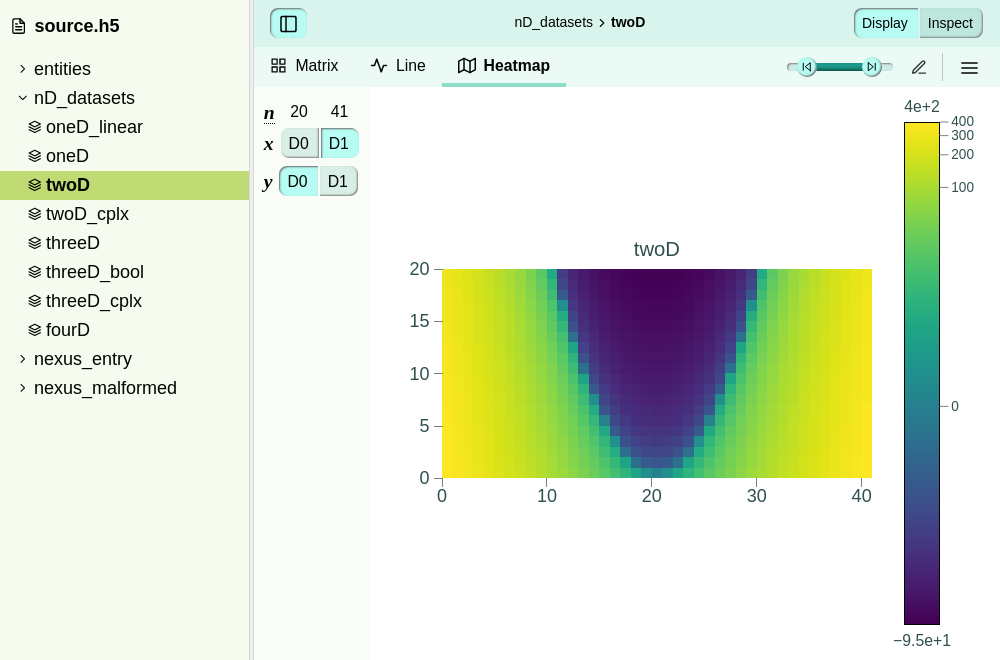 source.h5
nD_datasets › twoD
Display
Inspect
Matrix
Line
Heatmap
entities
nD_datasets
oneD_linear
oneD
twoD
twoD_cplx
threeD
threeD_bool
threeD_cplx
fourD
nexus_entry
nexus_malformed
n 20 41
x D0 D1
y D0 D1
twoD
20
15
10
5
0
0 10 20 30 40
4e+2
400
300
200
100
0
−9.5e+1